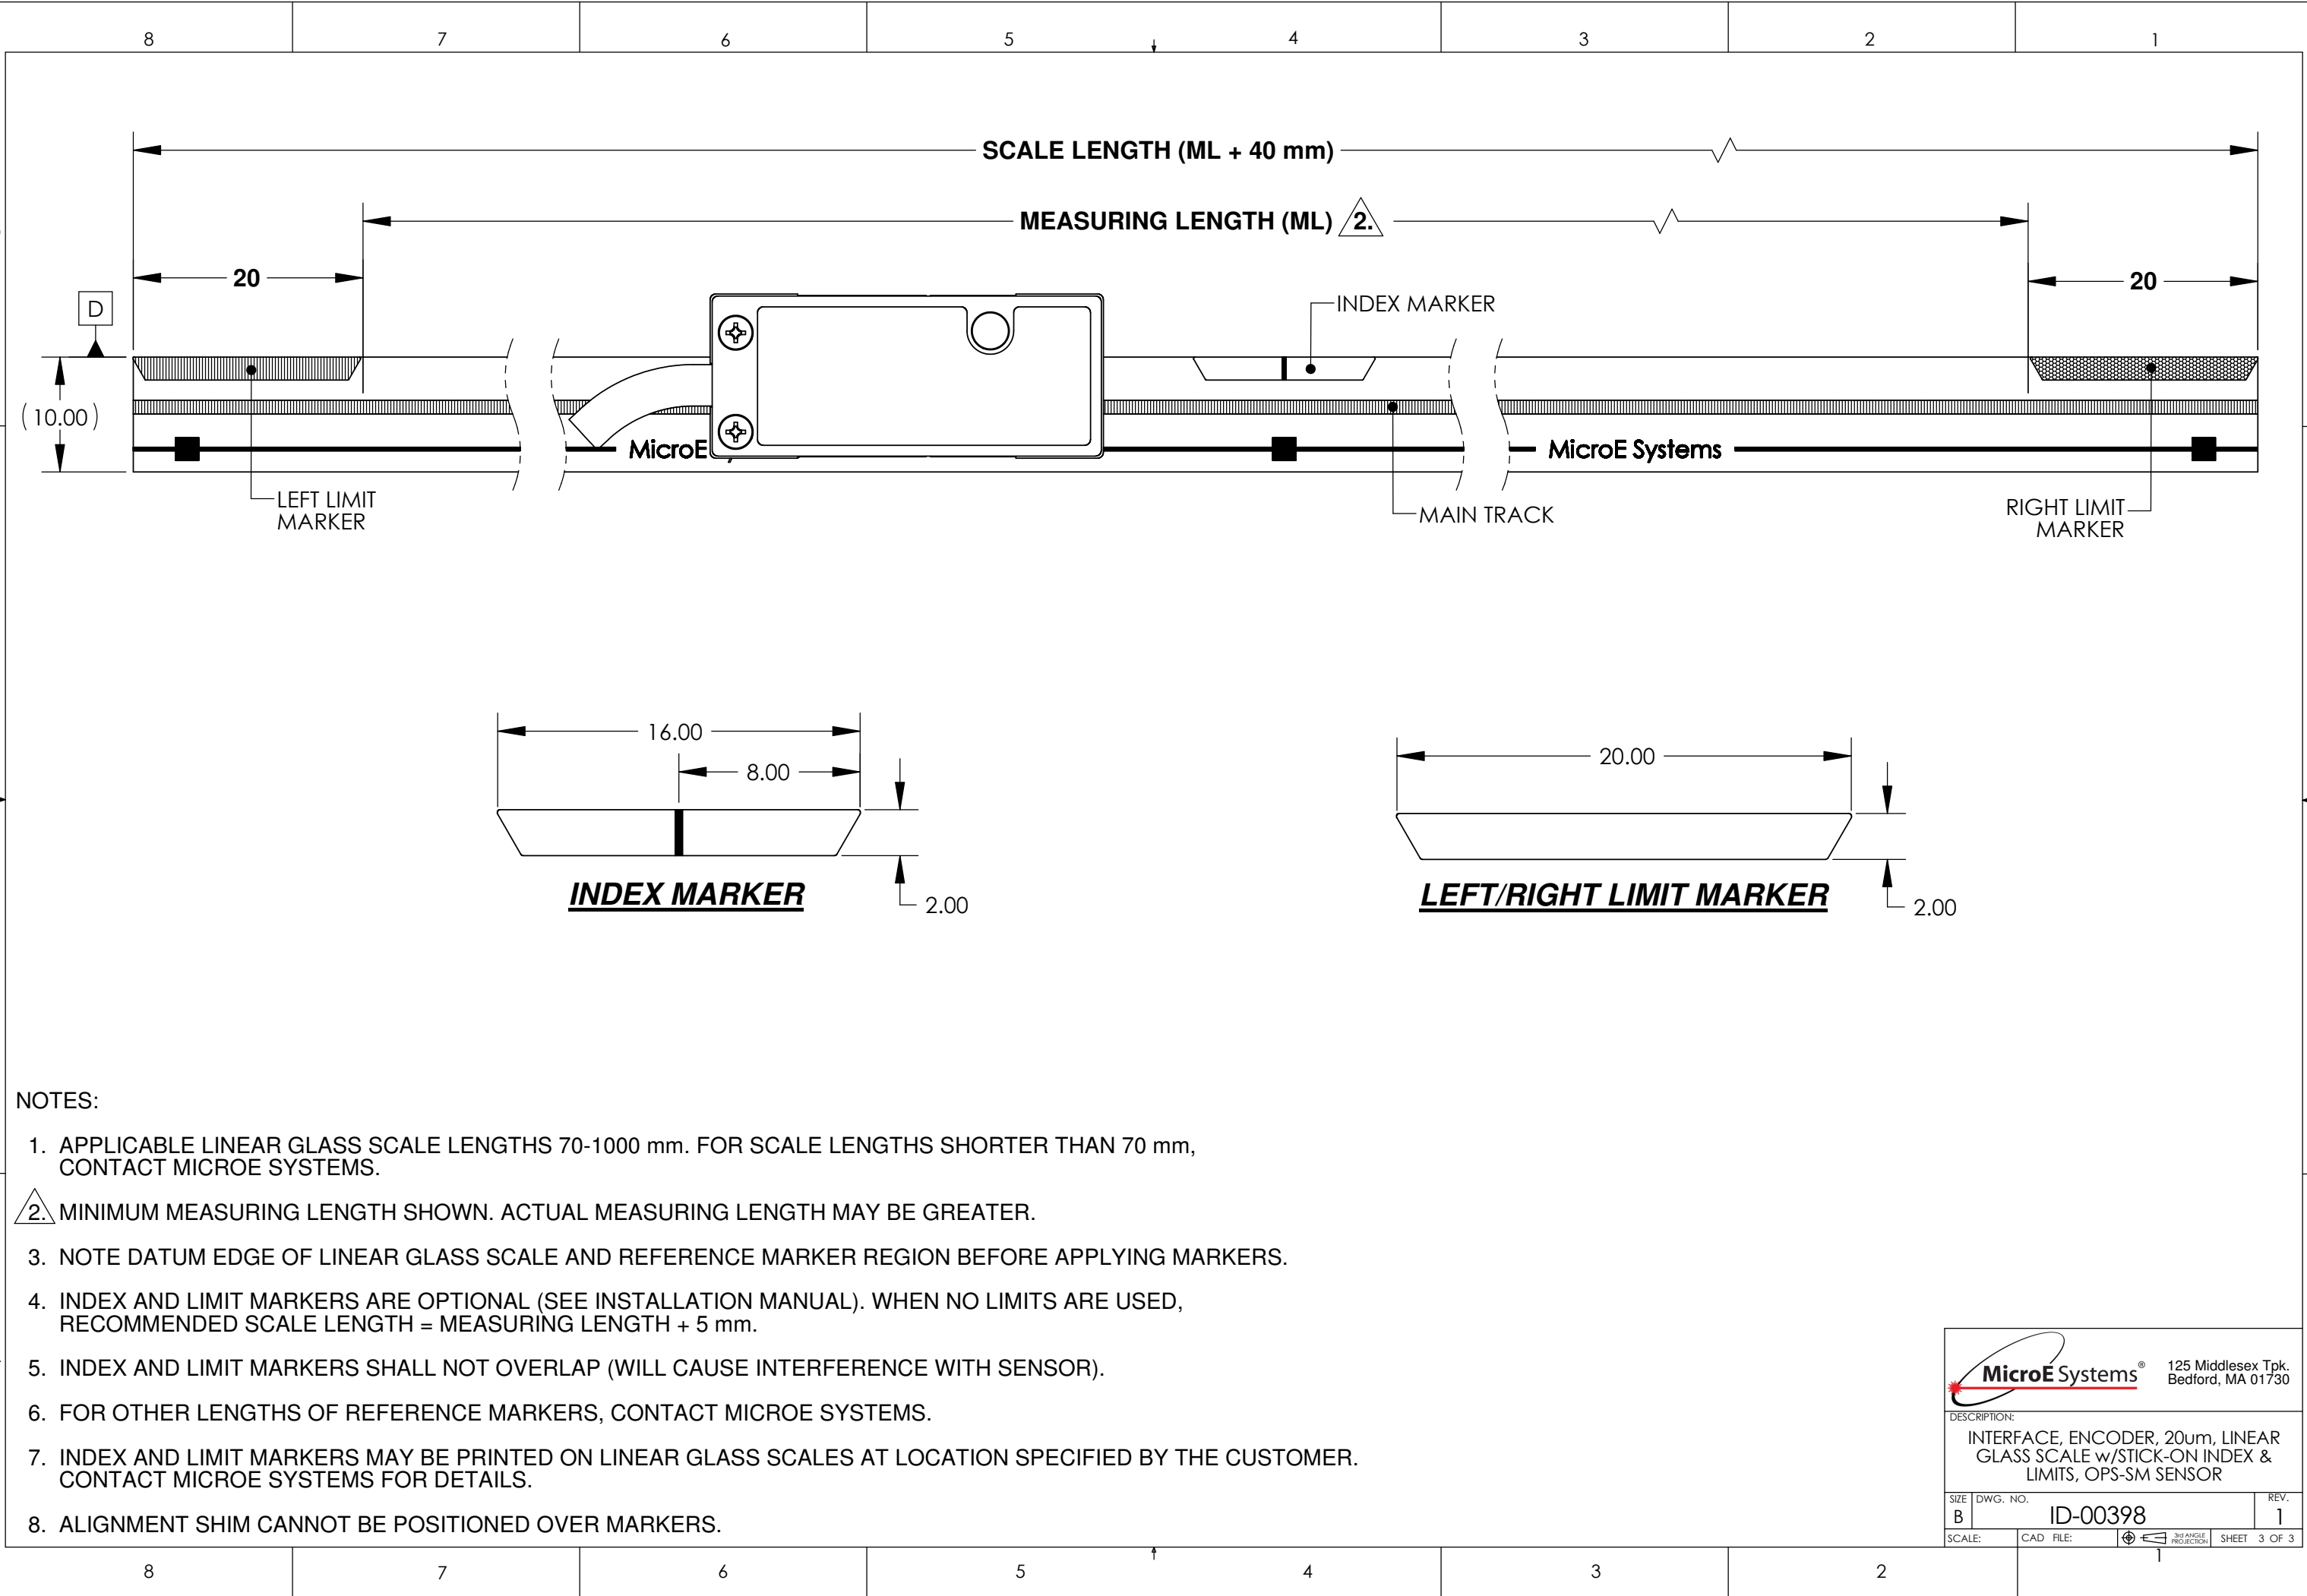 8 7 6 5 4 3 2 1
SCALE LENGTH (ML + 40 mm)
MEASURING LENGTH (ML) 2.
20
20
D
INDEX MARKER
(10.00)
MicroE
MicroE Systems
LEFT LIMIT
MARKER
MAIN TRACK
RIGHT LIMIT
MARKER
16.00
8.00
2.00
INDEX MARKER
20.00
2.00
LEFT/RIGHT LIMIT MARKER
NOTES:
1. APPLICABLE LINEAR GLASS SCALE LENGTHS 70-1000 mm. FOR SCALE LENGTHS SHORTER THAN 70 mm,
CONTACT MICROE SYSTEMS.
2. MINIMUM MEASURING LENGTH SHOWN. ACTUAL MEASURING LENGTH MAY BE GREATER.
3. NOTE DATUM EDGE OF LINEAR GLASS SCALE AND REFERENCE MARKER REGION BEFORE APPLYING MARKERS.
4. INDEX AND LIMIT MARKERS ARE OPTIONAL (SEE INSTALLATION MANUAL). WHEN NO LIMITS ARE USED,
RECOMMENDED SCALE LENGTH = MEASURING LENGTH + 5 mm.
5. INDEX AND LIMIT MARKERS SHALL NOT OVERLAP (WILL CAUSE INTERFERENCE WITH SENSOR).
6. FOR OTHER LENGTHS OF REFERENCE MARKERS, CONTACT MICROE SYSTEMS.
7. INDEX AND LIMIT MARKERS MAY BE PRINTED ON LINEAR GLASS SCALES AT LOCATION SPECIFIED BY THE CUSTOMER.
CONTACT MICROE SYSTEMS FOR DETAILS.
8. ALIGNMENT SHIM CANNOT BE POSITIONED OVER MARKERS.
MicroE Systems®
125 Middlesex Tpk.
Bedford, MA 01730
DESCRIPTION:
INTERFACE, ENCODER, 20um, LINEAR
GLASS SCALE w/STICK-ON INDEX &
LIMITS, OPS-SM SENSOR
SIZE DWG. NO. REV.
B ID-00398 1
SCALE: CAD FILE: 3rd ANGLE PROJECTION SHEET 3 OF 3
1
8 7 6 5 4 3 2